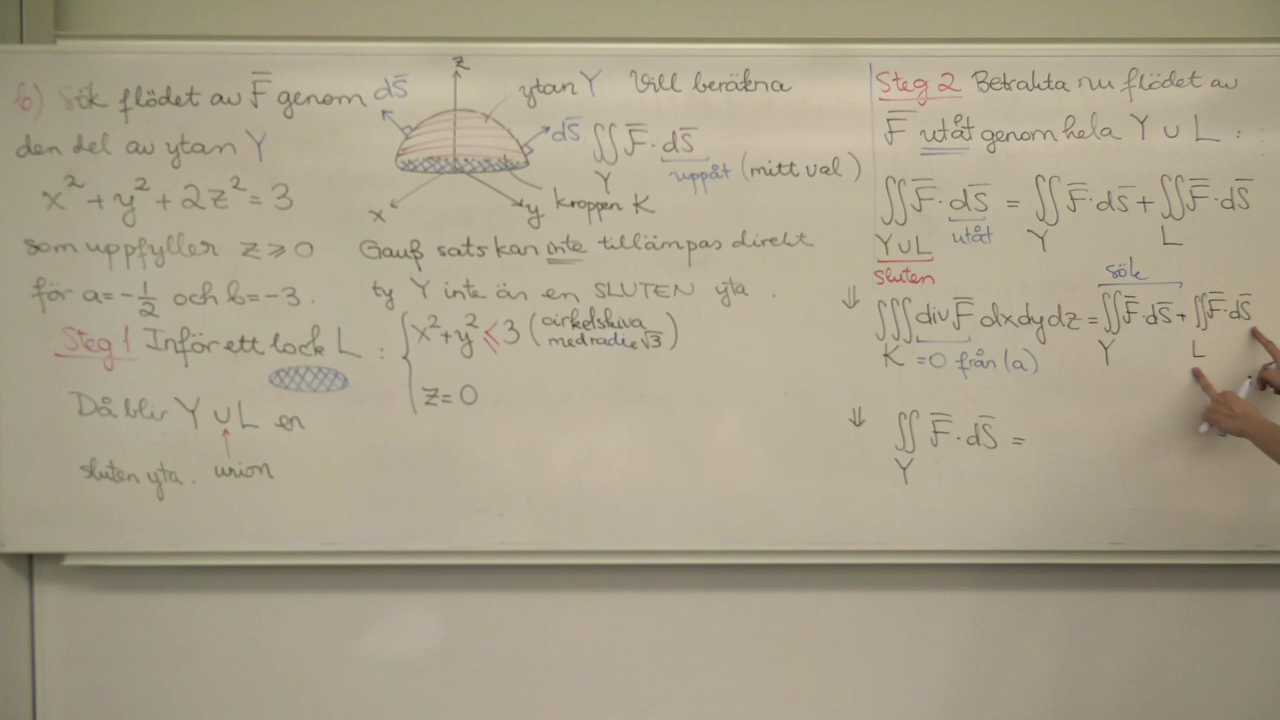 b) Sök flödet av F̅ genom
den del av ytan Y
x² + y² + 2z² = 3
som uppfyller z ⩾ 0
för a = -1/2 och b = -3.
Steg 1 Inför ett lock L : { x² + y² ⩽ 3 (cirkelskiva med radie √3)
z = 0
Då blir Y ∪ L en
sluten yta. union
z
dS̅
dS̅
x
y
ytan Y
kroppen K
Vill beräkna
∬ F̅ · dS̅
Y
uppåt (mitt val)
Gauß sats kan inte tillämpas direkt
ty Y inte är en SLUTEN yta.
Steg 2 Betrakta nu flödet av
F̅ utåt genom hela Y ∪ L :
∬ F̅ · dS̅ = ∬ F̅ · dS̅ + ∬ F̅ · dS̅
Y∪L utåt Y L
sluten
sök
⇓ ∭ div F̅ dxdydz = ∬ F̅ · dS̅ + ∬ F̅ · dS̅
K = 0 från (a) Y L
⇓ ∬ F̅ · dS̅ =
Y